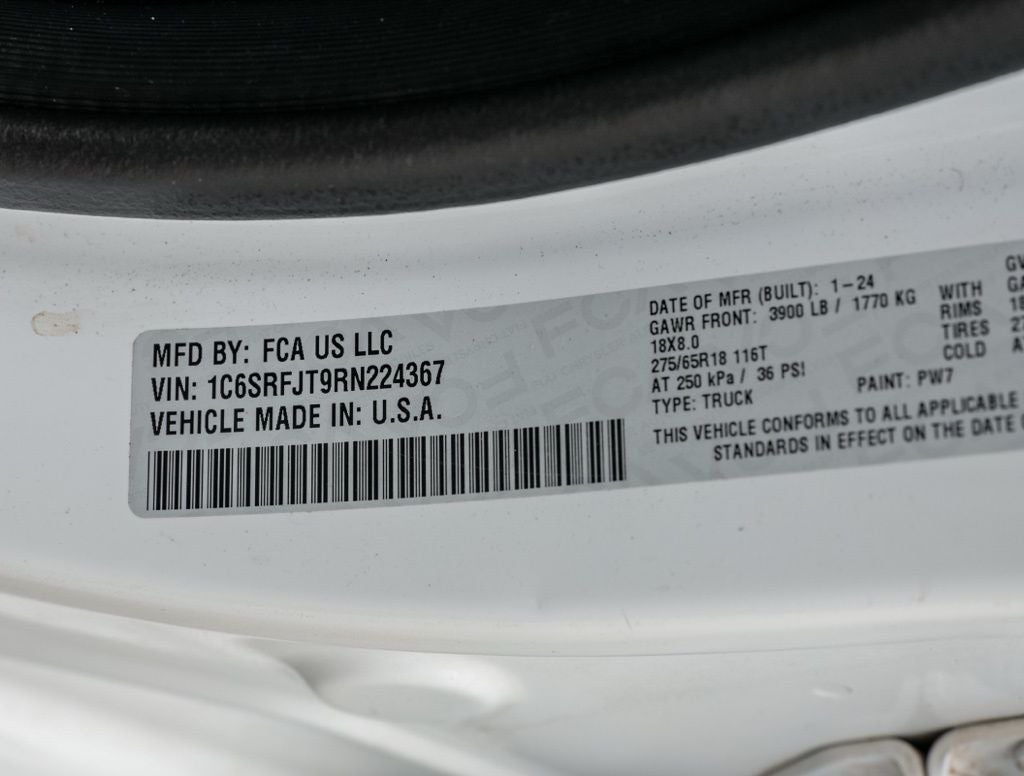 MFD BY: FCA US LLC
VIN: 1C6SRFJT9RN224367
VEHICLE MADE IN: U.S.A.
DATE OF MFR (BUILT): 1-24
GAWR FRONT: 3900 LB / 1770 KG WITH
18X8.0 RIMS
275/65R18 116T TIRES
AT 250 kPa / 36 PSI COLD
TYPE: TRUCK PAINT: PW7
THIS VEHICLE CONFORMS TO ALL APPLICABLE
STANDARDS IN EFFECT ON THE DATE